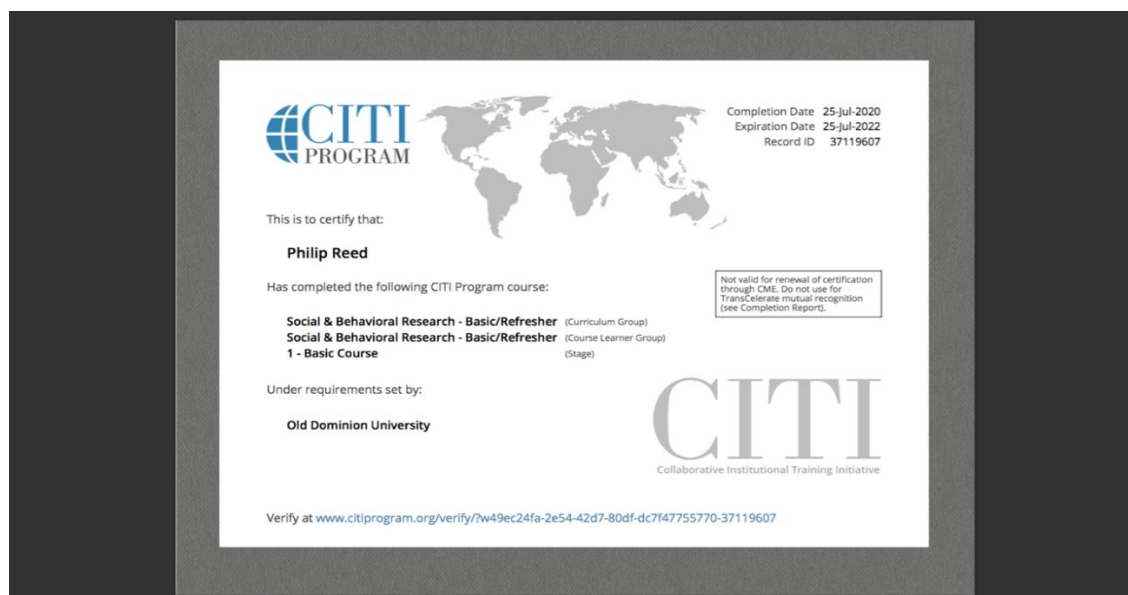 CITI
PROGRAM
Completion Date 25-Jul-2020
Expiration Date 25-Jul-2022
Record ID 37119607
This is to certify that:
Philip Reed
Has completed the following CITI Program course:
Not valid for renewal of certification
through CME. Do not use for
TransCelerate mutual recognition
(see Completion Report).
Social & Behavioral Research - Basic/Refresher (Curriculum Group)
Social & Behavioral Research - Basic/Refresher (Course Learner Group)
1 - Basic Course (Stage)
Under requirements set by:
Old Dominion University
CITI
Collaborative Institutional Training Initiative
Verify at www.citiprogram.org/verify/?w49ec24fa-2e54-42d7-80df-dc7f47755770-37119607